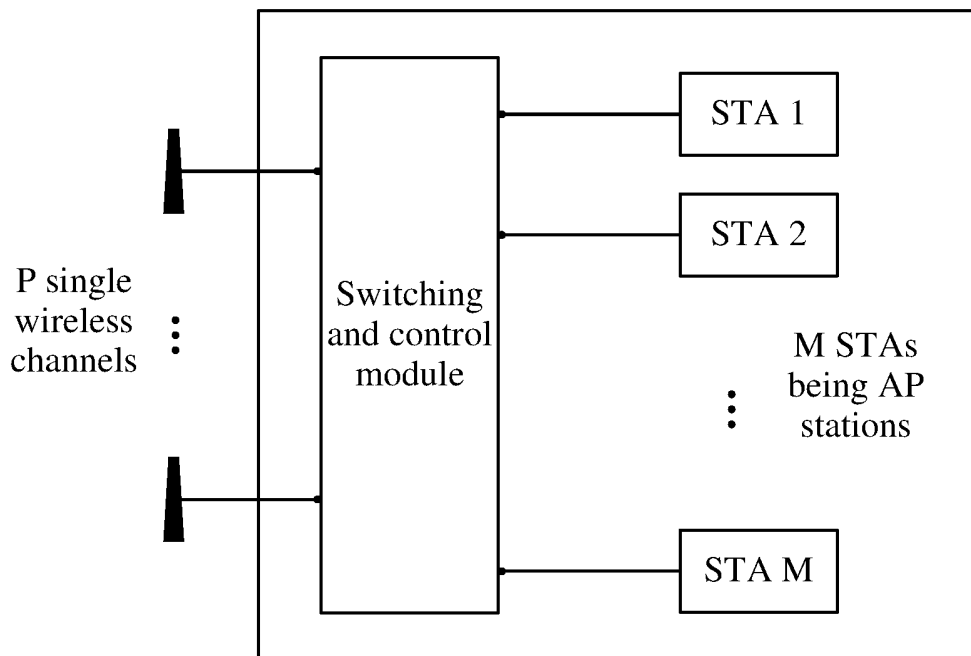 P single
wireless
channels
Switching
and control
module
STA 1
STA 2
M STAs
being AP
stations
STA M